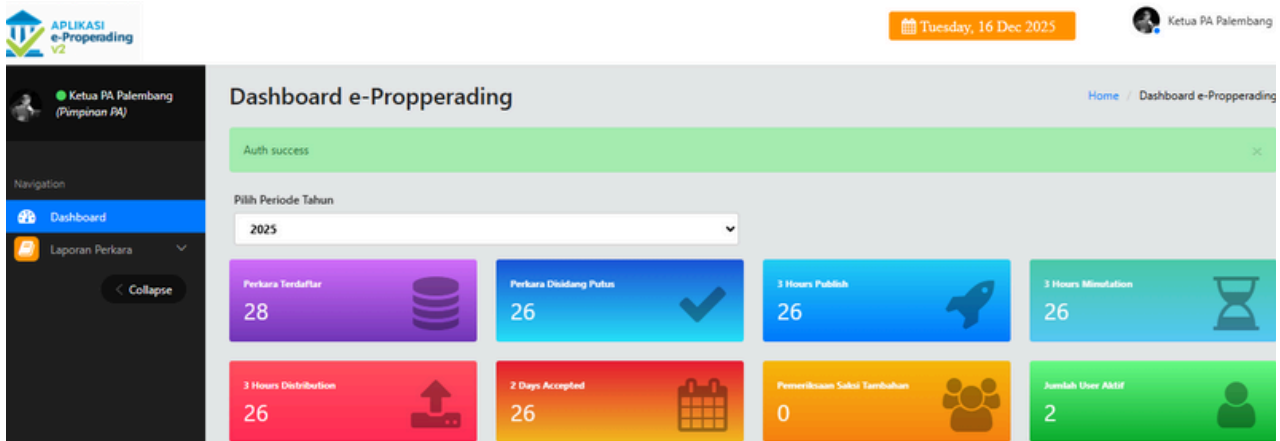 APLIKASI
e-Properading
v2
Tuesday, 16 Dec 2025
Ketua PA Palembang
Ketua PA Palembang
(Pimpinan PA)
Navigation
Dashboard
Laporan Perkara
Collapse
Dashboard e-Propperading
Home / Dashboard e-Propperading
Auth success
×
Pilih Periode Tahun
2025
Perkara Terdaftar
28
Perkara Disidang Putus
26
3 Hours Publish
26
3 Hours Minutation
26
3 Hours Distribution
26
2 Days Accepted
26
Pemeriksaan Saksi Tambahan
0
Jumlah User Aktif
2